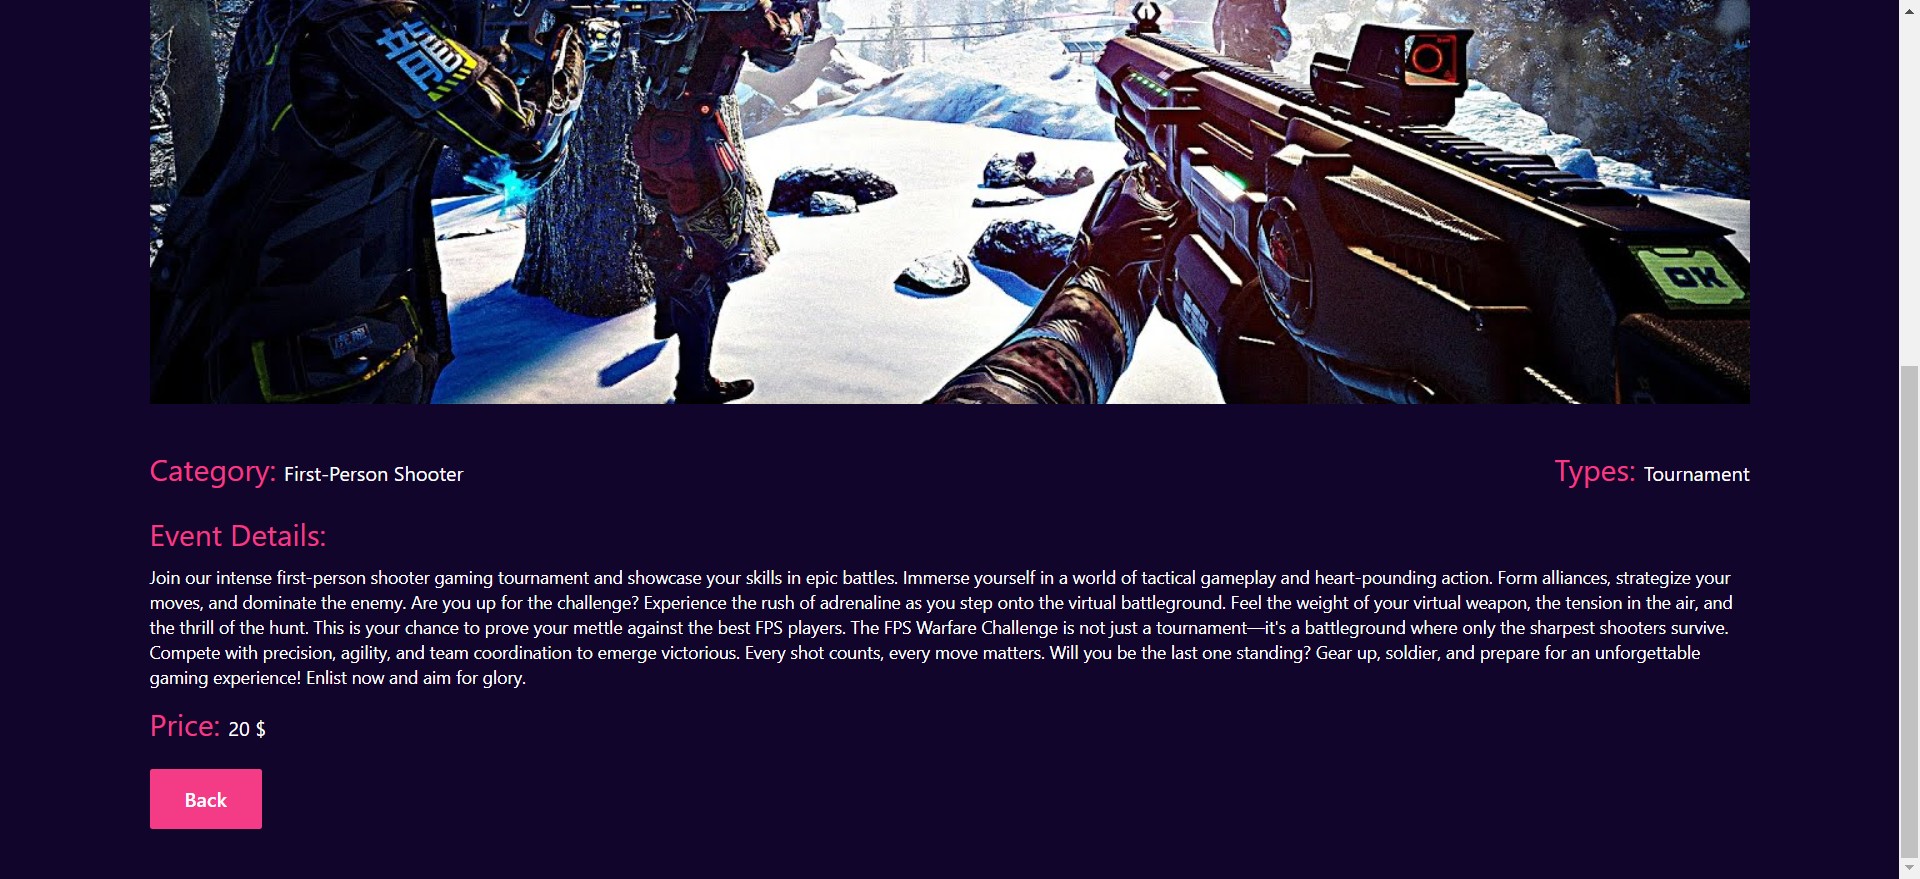 OK
Category: First-Person Shooter
Types: Tournament
Event Details:
Join our intense first-person shooter gaming tournament and showcase your skills in epic battles. Immerse yourself in a world of tactical gameplay and heart-pounding action. Form alliances, strategize your
moves, and dominate the enemy. Are you up for the challenge? Experience the rush of adrenaline as you step onto the virtual battleground. Feel the weight of your virtual weapon, the tension in the air, and
the thrill of the hunt. This is your chance to prove your mettle against the best FPS players. The FPS Warfare Challenge is not just a tournament—it's a battleground where only the sharpest shooters survive.
Compete with precision, agility, and team coordination to emerge victorious. Every shot counts, every move matters. Will you be the last one standing? Gear up, soldier, and prepare for an unforgettable
gaming experience! Enlist now and aim for glory.
Price: 20 $
Back